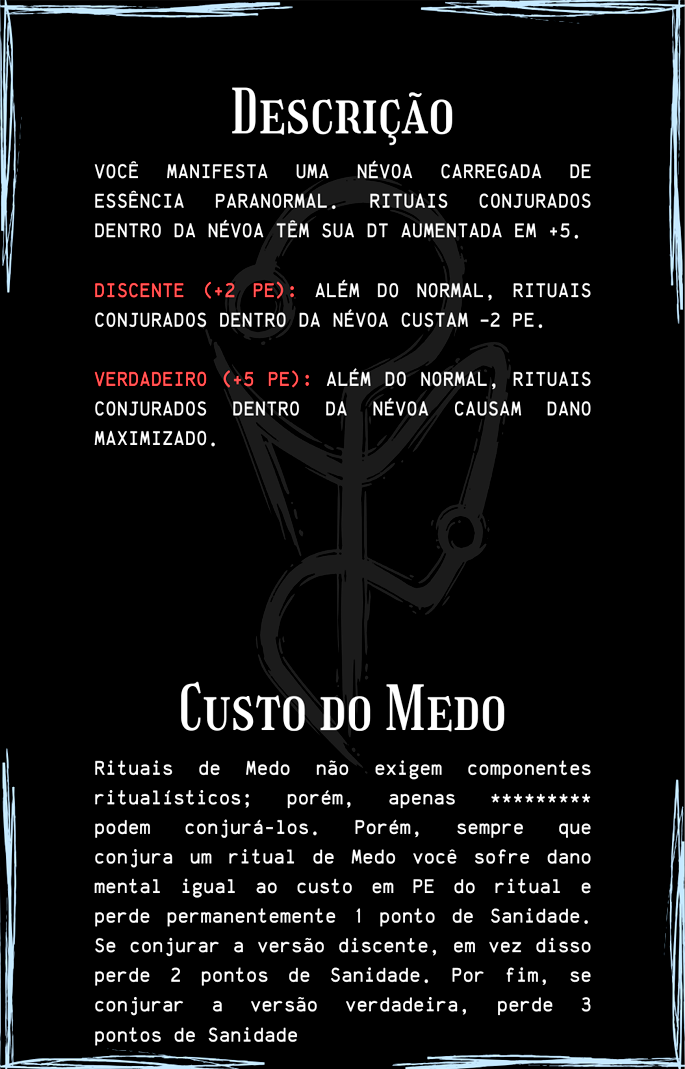 Descrição
VOCÊ MANIFESTA UMA NÉVOA CARREGADA DE
ESSÊNCIA PARANORMAL. RITUAIS CONJURADOS
DENTRO DA NÉVOA TÊM SUA DT AUMENTADA EM +5.
DISCENTE (+2 PE): ALÉM DO NORMAL, RITUAIS
CONJURADOS DENTRO DA NÉVOA CUSTAM -2 PE.
VERDADEIRO (+5 PE): ALÉM DO NORMAL, RITUAIS
CONJURADOS DENTRO DA NÉVOA CAUSAM DANO
MAXIMIZADO.
Custo do Medo
Rituais de Medo não exigem componentes
ritualísticos; porém, apenas *********
podem conjurá-los. Porém, sempre que
conjura um ritual de Medo você sofre dano
mental igual ao custo em PE do ritual e
perde permanentemente 1 ponto de Sanidade.
Se conjurar a versão discente, em vez disso
perde 2 pontos de Sanidade. Por fim, se
conjurar a versão verdadeira, perde 3
pontos de Sanidade